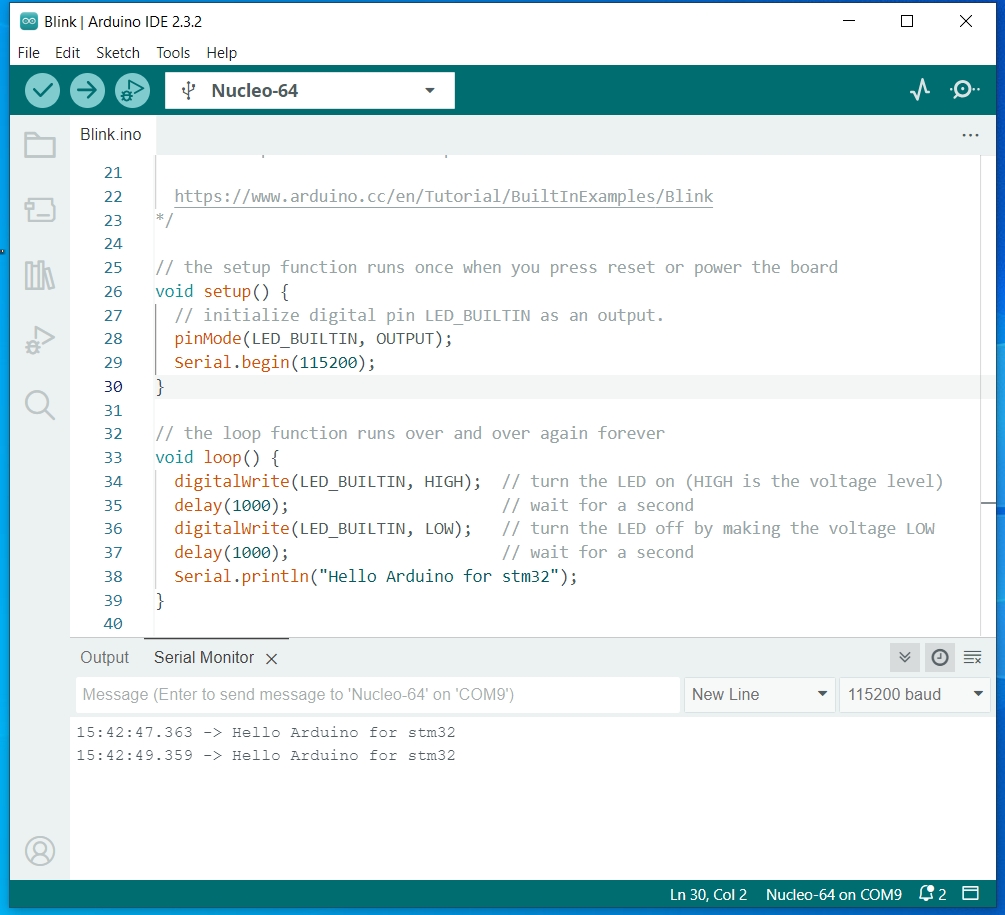 Blink | Arduino IDE 2.3.2
File Edit Sketch Tools Help
Nucleo-64
Blink.ino
21
22 https://www.arduino.cc/en/Tutorial/BuiltInExamples/Blink
23 */
24
25 // the setup function runs once when you press reset or power the board
26 void setup() {
27 // initialize digital pin LED_BUILTIN as an output.
28 pinMode(LED_BUILTIN, OUTPUT);
29 Serial.begin(115200);
30 }
31
32 // the loop function runs over and over again forever
33 void loop() {
34 digitalWrite(LED_BUILTIN, HIGH); // turn the LED on (HIGH is the voltage level)
35 delay(1000); // wait for a second
36 digitalWrite(LED_BUILTIN, LOW); // turn the LED off by making the voltage LOW
37 delay(1000); // wait for a second
38 Serial.println("Hello Arduino for stm32");
39 }
40
Output Serial Monitor
Message (Enter to send message to 'Nucleo-64' on 'COM9') New Line 115200 baud
15:42:47.363 -> Hello Arduino for stm32
15:42:49.359 -> Hello Arduino for stm32
Ln 30, Col 2 Nucleo-64 on COM9 2